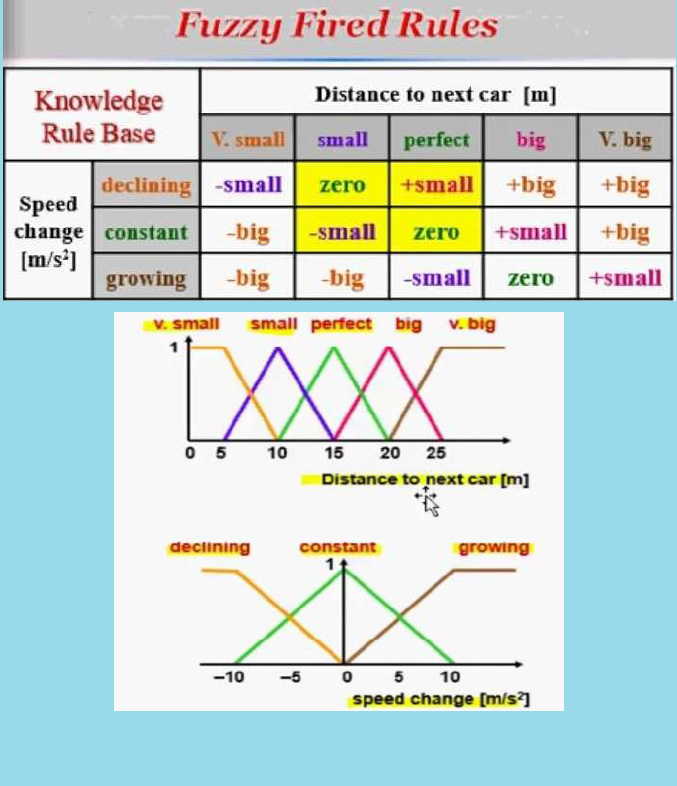 Fuzzy Fired Rules
Knowledge Rule Base
Distance to next car [m]
V. small small perfect big V. big
Speed change [m/s²]
declining -small zero +small +big +big
constant -big -small zero +small +big
growing -big -big -small zero +small
v. small small perfect big v. big
1
0 5 10 15 20 25
Distance to next car [m]
declining constant growing
1
−10 −5 0 5 10
speed change [m/s²]